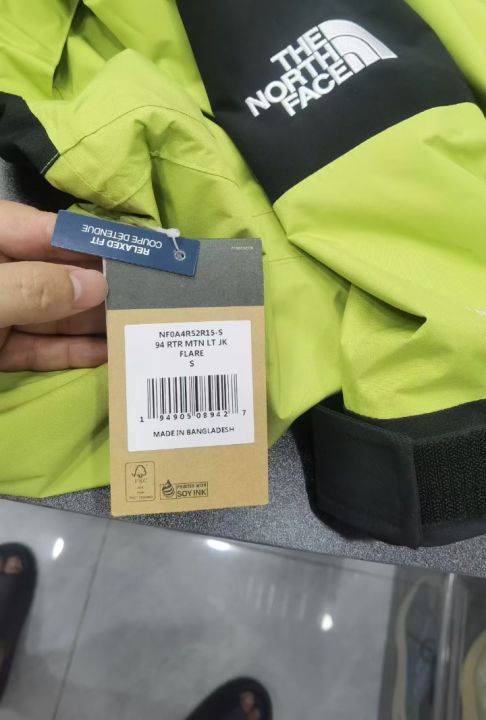 THE
NORTH
FACE
RELAXED FIT
COUPE DETENDUE
NF0A4R52R15-S
94 RTR MTN LT JK
FLARE
S
1 94905 08942 7
MADE IN BANGLADESH
FSC
PRINTED WITH
SOY INK